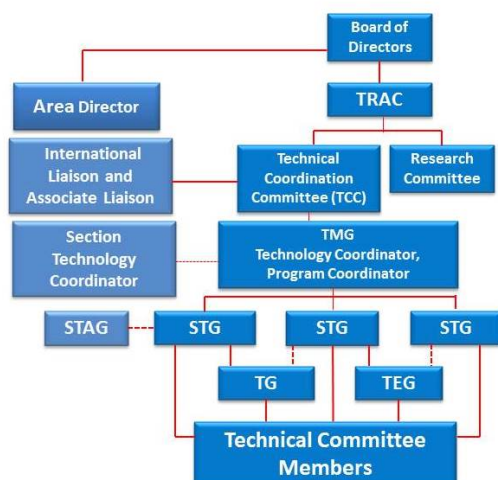 Board of
Directors
Area Director
TRAC
International
Liaison and
Associate Liaison
Technical
Coordination
Committee (TCC)
Research
Committee
Section
Technology
Coordinator
TMG
Technology Coordinator,
Program Coordinator
STAG
STG
STG
STG
TG
TEG
Technical Committee
Members